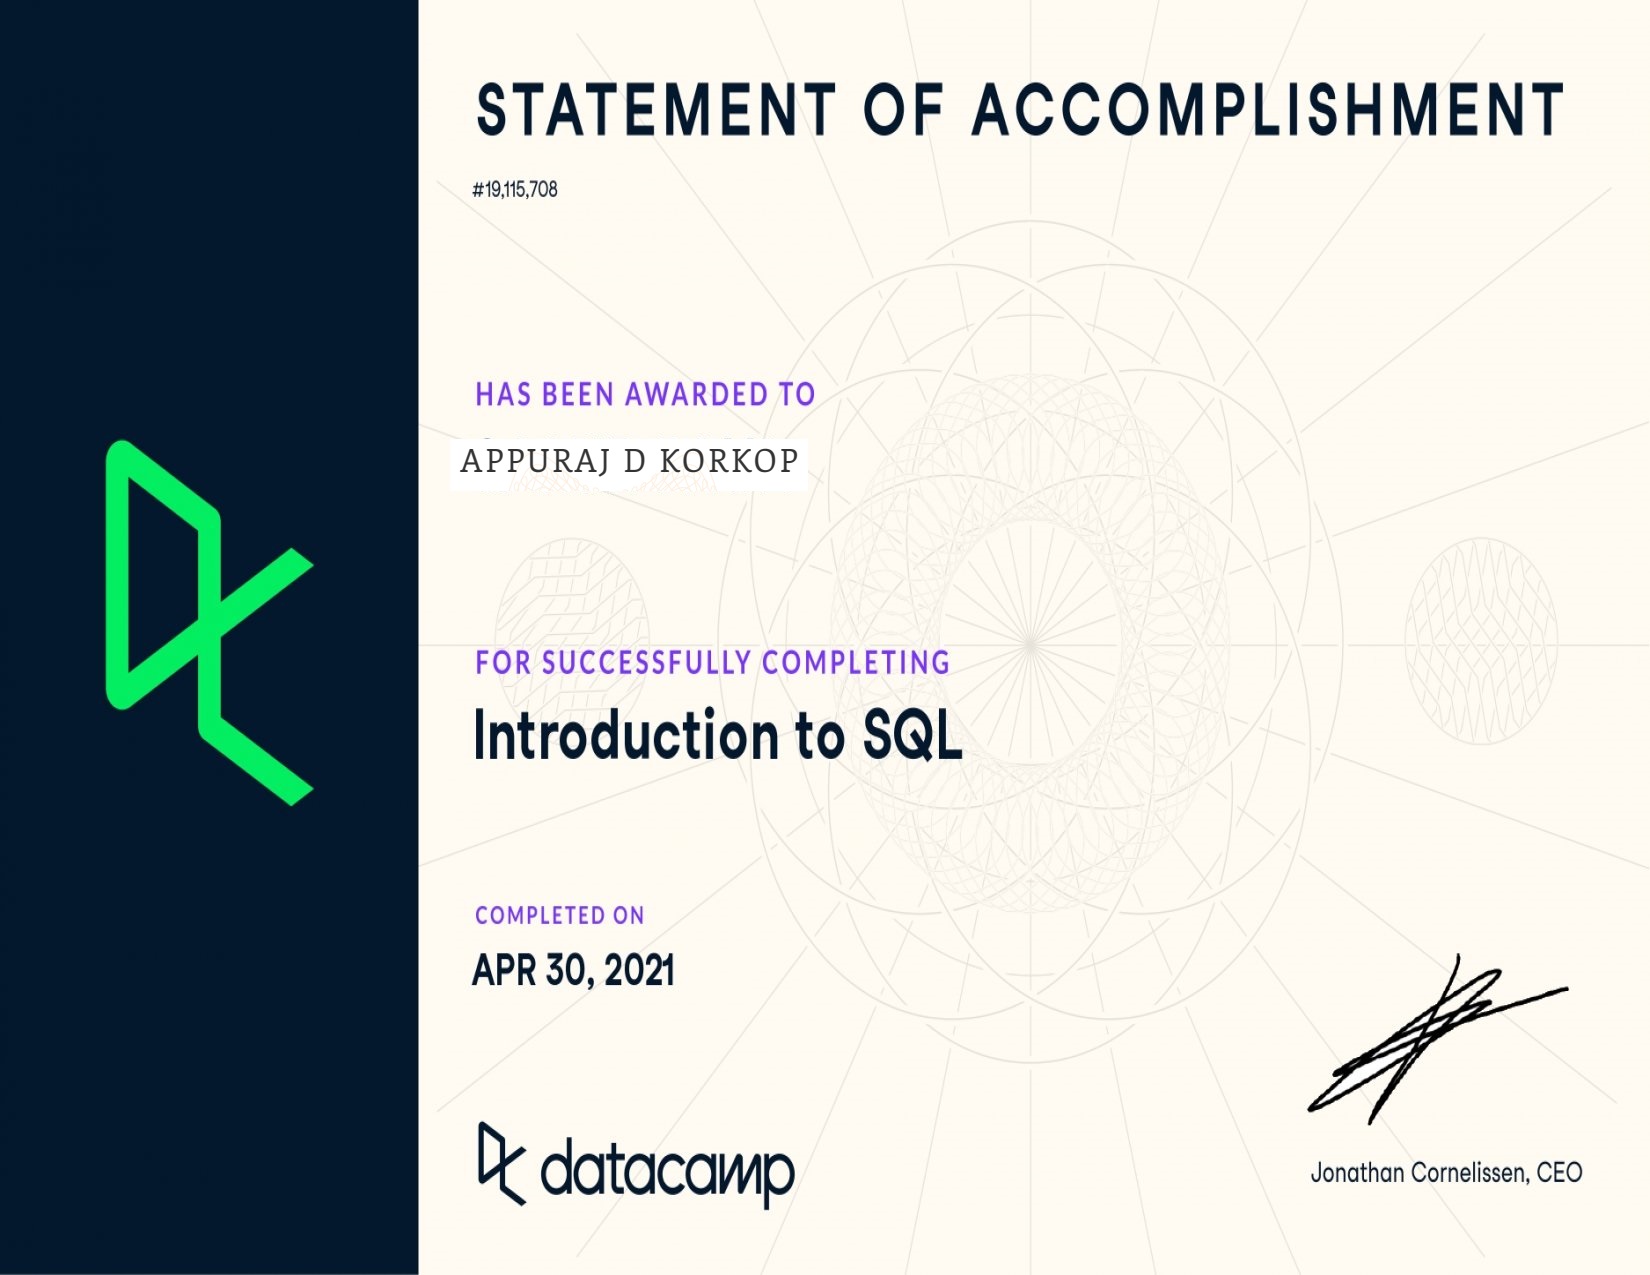 STATEMENT OF ACCOMPLISHMENT
#19,115,708
HAS BEEN AWARDED TO
APPURAJ D KORKOP
FOR SUCCESSFULLY COMPLETING
Introduction to SQL
COMPLETED ON
APR 30, 2021
datacamp
Jonathan Cornelissen, CEO